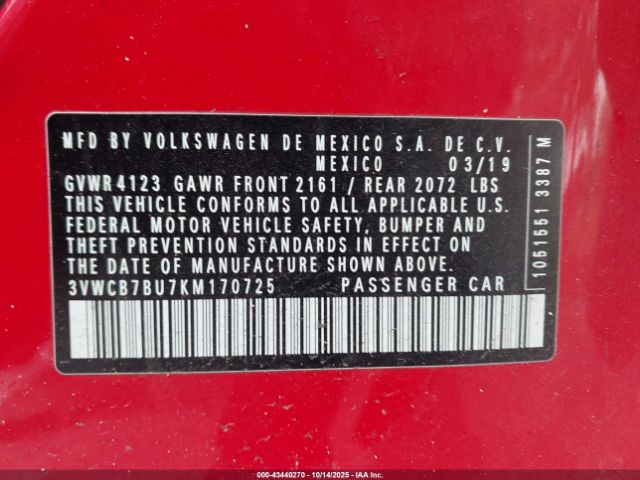 MFD BY VOLKSWAGEN DE MEXICO S.A. DE C.V.
MEXICO 03/19
GVWR 4123 GAWR FRONT 2161 / REAR 2072 LBS
THIS VEHICLE CONFORMS TO ALL APPLICABLE U.S.
FEDERAL MOTOR VEHICLE SAFETY, BUMPER AND
THEFT PREVENTION STANDARDS IN EFFECT ON
THE DATE OF MANUFACTURE SHOWN ABOVE.
3VWCB7BU7KM170725 PASSENGER CAR
1051551 3387 M
000-43440270 - 10/14/2025 - IAA Inc.